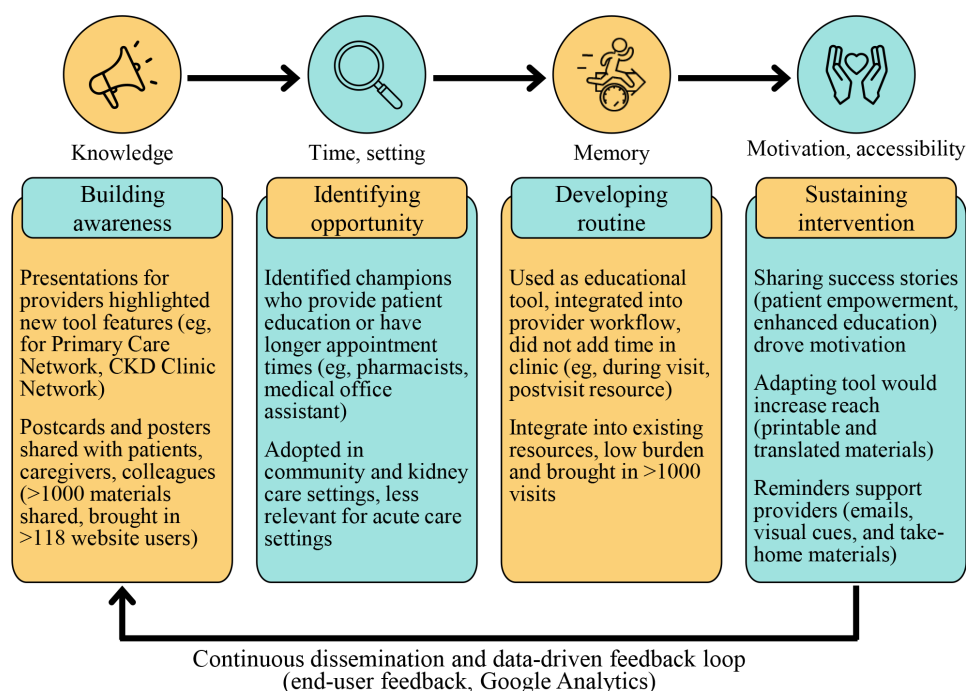 Knowledge
Time, setting
Memory
Motivation, accessibility
Building
awareness
Presentations for
providers highlighted
new tool features (eg,
for Primary Care
Network, CKD Clinic
Network)
Postcards and posters
shared with patients,
caregivers, colleagues
(>1000 materials
shared, brought in
>118 website users)
Identifying
opportunity
Identified champions
who provide patient
education or have
longer appointment
times (eg, pharmacists,
medical office
assistant)
Adopted in
community and kidney
care settings, less
relevant for acute care
settings
Developing
routine
Used as educational
tool, integrated into
provider workflow,
did not add time in
clinic (eg, during visit,
postvisit resource)
Integrate into existing
resources, low burden
and brought in >1000
visits
Sustaining
intervention
Sharing success stories
(patient empowerment,
enhanced education)
drove motivation
Adapting tool would
increase reach
(printable and
translated materials)
Reminders support
providers (emails,
visual cues, and take-
home materials)
Continuous dissemination and data-driven feedback loop
(end-user feedback, Google Analytics)